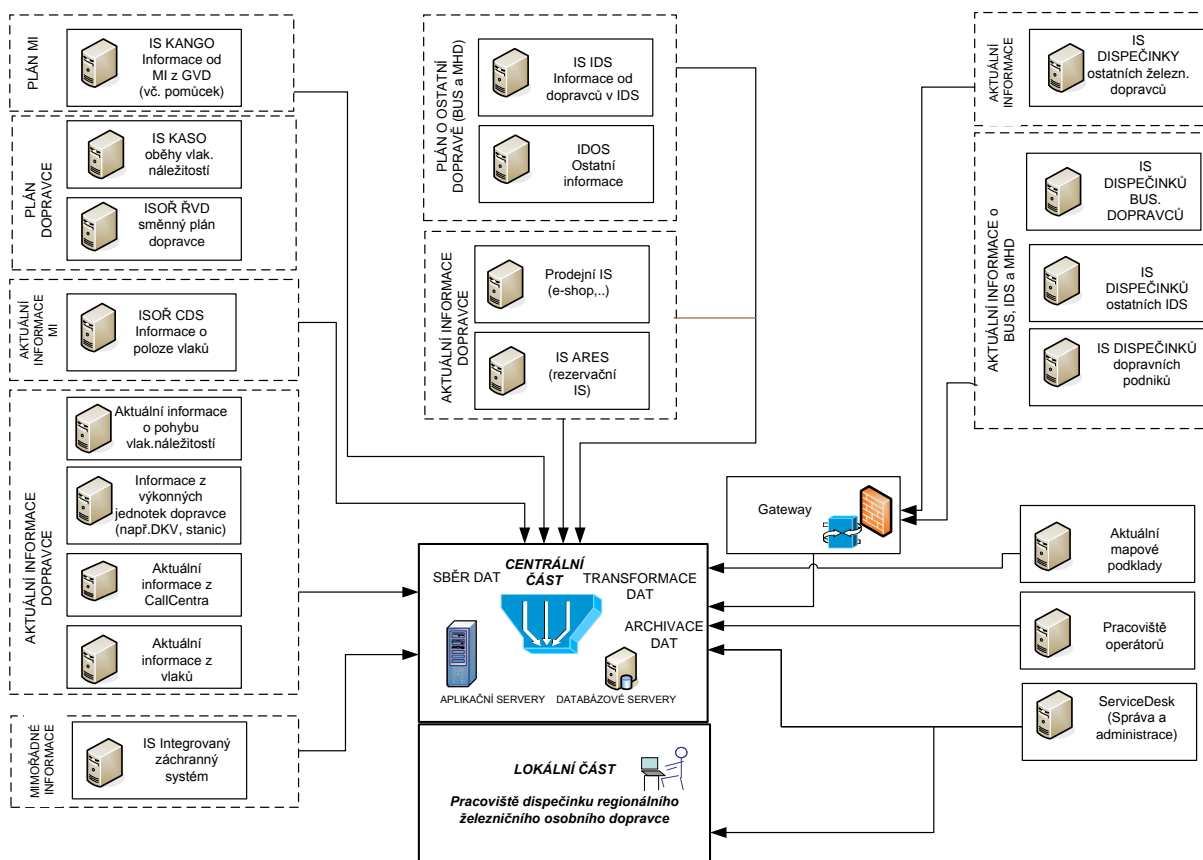 PLÁN MI
IS KANGO
Informace od
MI z GVD
(vč. pomůcek)
PLÁN
DOPRAVCE
IS KASO
oběhy vlak.
náležitostí
ISOŘ ŘVD
směnný plán
dopravce
AKTUÁLNÍ
INFORMACE
MI
ISOŘ CDS
Informace o
poloze vlaků
AKTUÁLNÍ INFORMACE
DOPRAVCE
Aktuální informace
o pohybu
vlak.náležitostí
Informace z
výkonných
jednotek dopravce
(např.DKV, stanic)
Aktuální
informace z
CallCentra
Aktuální
informace z
vlaků
MIMOŘÁDNÉ
INFORMACE
IS Integrovaný
záchranný
systém
PLÁN O OSTATNÍ
DOPRAVĚ (BUS a MHD)
IS IDS
Informace od
dopravců v IDS
IDOS
Ostatní
informace
AKTUÁLNÍ INFORMACE
DOPRAVCE
Prodejní IS
(e-shop,..)
IS ARES
(rezervační
IS)
AKTUÁLNÍ
INFORMACE
IS
DISPEČINKY
ostatních železn.
dopravců
AKTUÁLNÍ INFORMACE o
BUS, IDS a MHD
IS
DISPEČINKŮ
BUS.
DOPRAVCŮ
IS
DISPEČINKŮ
ostatních IDS
IS DISPEČINKŮ
dopravních
podniků
Gateway
Aktuální
mapové
podklady
Pracoviště
operátorů
ServiceDesk
(Správa a
administrace)
CENTRÁLNÍ
ČÁST
SBĚR DAT
TRANSFORMACE
DAT
ARCHIVACE
DAT
APLIKAČNÍ SERVERY
DATABÁZOVÉ SERVERY
LOKÁLNÍ ČÁST
Pracoviště dispečinku regionálního
železničního osobního dopravce